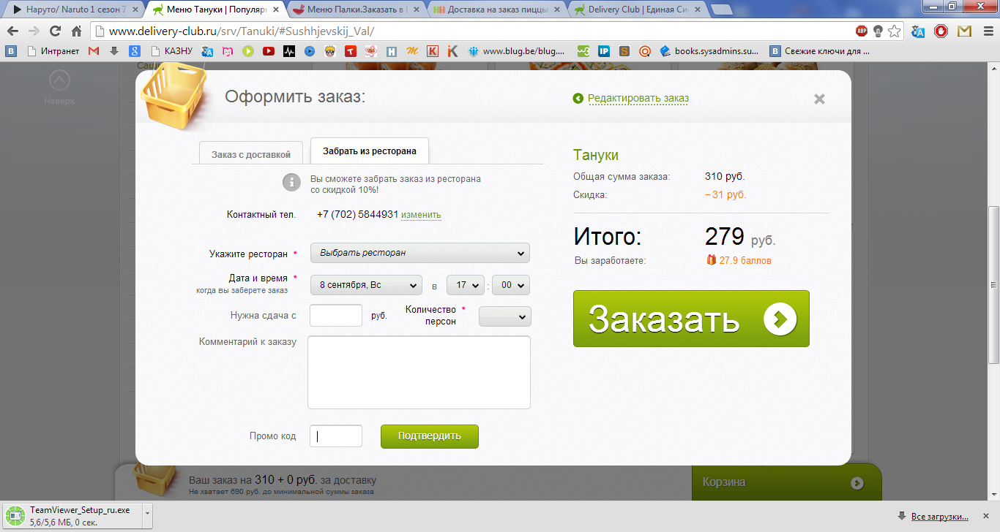 Наруто/ Naruto 1 сезон 7
Меню Тануки | Популярн
Меню Палки.Заказать в
Доставка на заказ пиццы
Delivery Club | Единая Си
www.delivery-club.ru/srv/Tanuki/#Sushhjevskij_Val/
Интранет
КАЗНУ
www.blug.be/blug....
books.sysadmins.su...
Свежие ключи для ...
Наверх
Оформить заказ:
Редактировать заказ
Заказ с доставкой
Забрать из ресторана
Вы сможете забрать заказ из ресторана
со скидкой 10%!
Контактный тел. +7 (702) 5844931 изменить
Укажите ресторан * Выбрать ресторан
Дата и время * 8 сентября, Вс в 17 : 00
когда вы заберете заказ
Нужна сдача с руб. Количество персон *
Комментарий к заказу
Промо код Подтвердить
Тануки
Общая сумма заказа: 310 руб.
Скидка: – 31 руб.
Итого: 279 руб.
Вы заработаете: 27.9 баллов
Заказать
Ваш заказ на 310 + 0 руб. за доставку
Не хватает 690 руб. до минимальной суммы заказа
Корзина
TeamViewer_Setup_ru.exe
5,6/5,6 МБ, 0 сек.
Все загрузки...